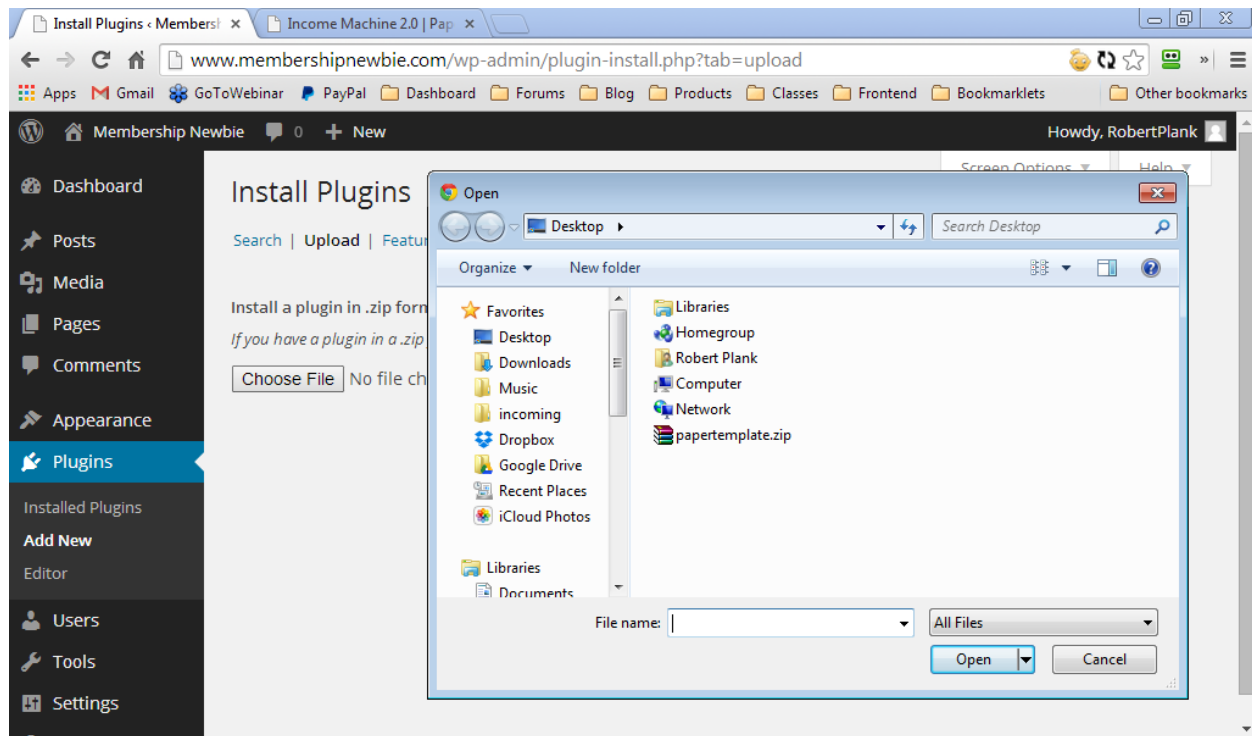 Install Plugins ‹ Membersh
Income Machine 2.0 | Pap
www.membershipnewbie.com/wp-admin/plugin-install.php?tab=upload
Apps Gmail GoToWebinar PayPal Dashboard Forums Blog Products Classes Frontend Bookmarklets Other bookmarks
Membership Newbie 0 + New Howdy, RobertPlank
Screen Options Help
Dashboard
Posts
Media
Pages
Comments
Appearance
Plugins
Installed Plugins
Add New
Editor
Users
Tools
Settings
Install Plugins
Search | Upload | Featur
Install a plugin in .zip form
If you have a plugin in a .zip
Choose File No file ch
Open
Desktop
Search Desktop
Organize New folder
Favorites
Desktop
Downloads
Music
incoming
Dropbox
Google Drive
Recent Places
iCloud Photos
Libraries
Documents
Libraries
Homegroup
Robert Plank
Computer
Network
papertemplate.zip
File name:
All Files
Open Cancel